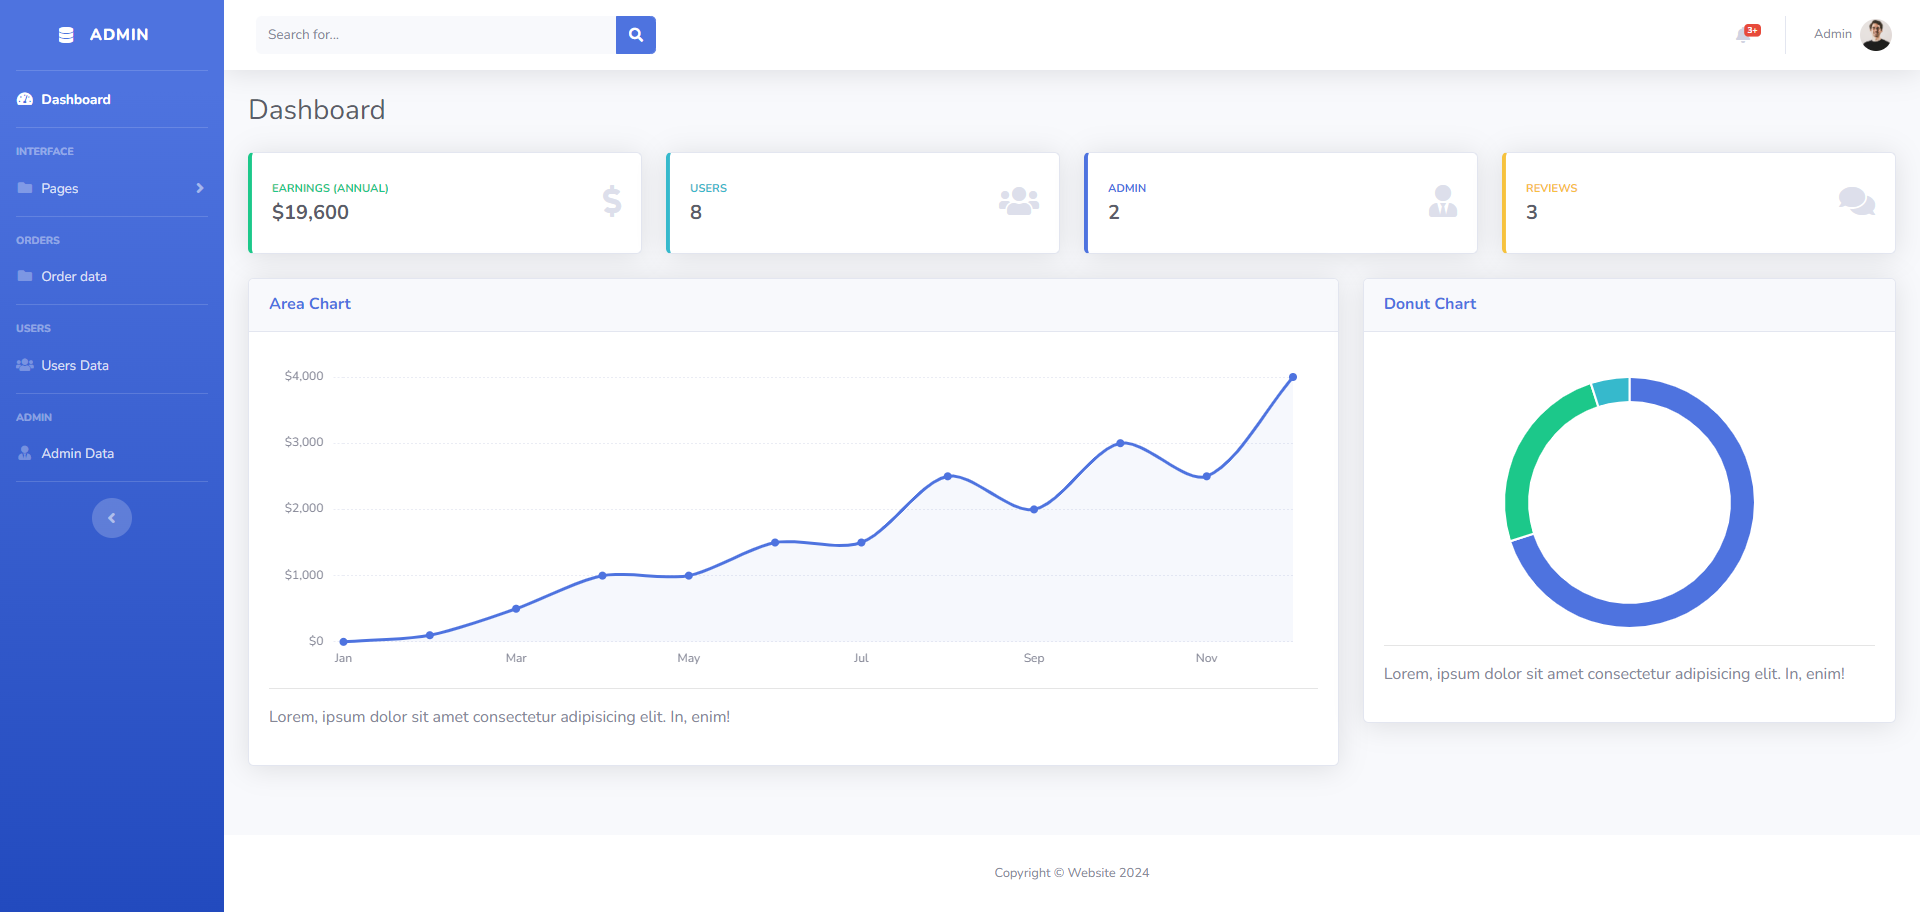 ADMIN
Dashboard
INTERFACE
Pages
ORDERS
Order data
USERS
Users Data
ADMIN
Admin Data
Search for...
3+
Admin
Dashboard
EARNINGS (ANNUAL)
$19,600
USERS
8
ADMIN
2
REVIEWS
3
Area Chart
$4,000
$3,000
$2,000
$1,000
$0
Jan Mar May Jul Sep Nov
Lorem, ipsum dolor sit amet consectetur adipisicing elit. In, enim!
Donut Chart
Lorem, ipsum dolor sit amet consectetur adipisicing elit. In, enim!
Copyright © Website 2024